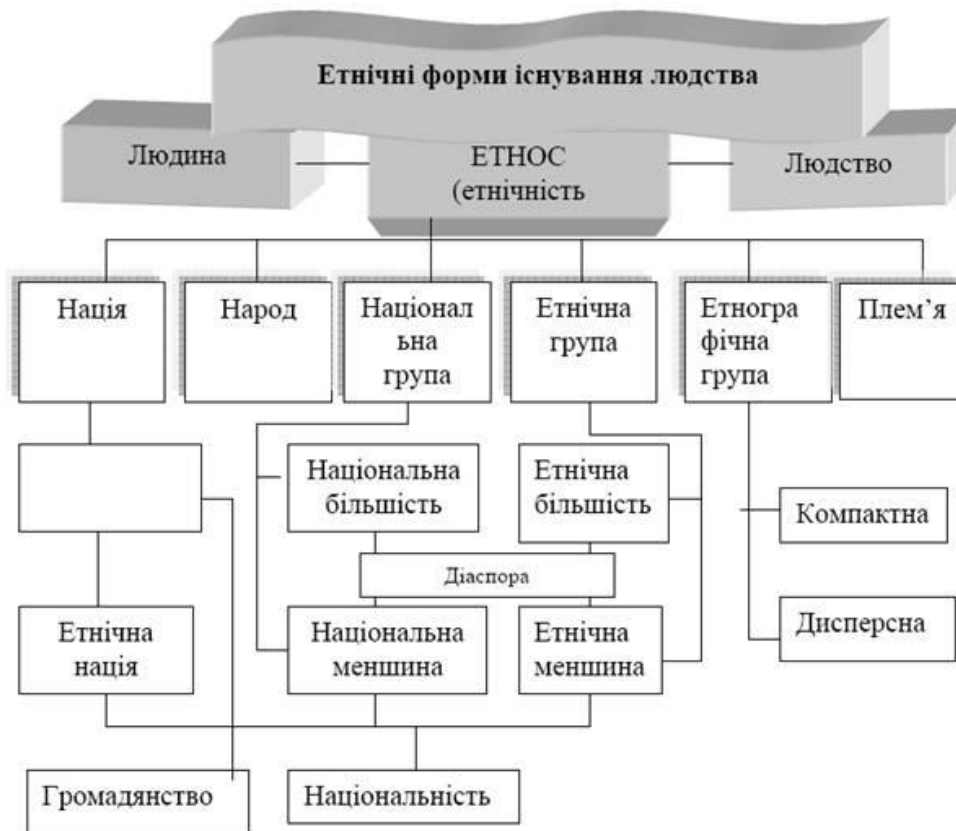 Етнічні форми існування людства
Людина
ЕТНОС
(етнічність
Людство
Нація
Народ
Національ
ьна
група
Етнічна
група
Етногра
фічна
група
Плем’я
Національна
більшість
Етнічна
більшість
Компактна
Діаспора
Етнічна
нація
Національна
меншина
Етнічна
меншина
Дисперсна
Громадянство
Національність